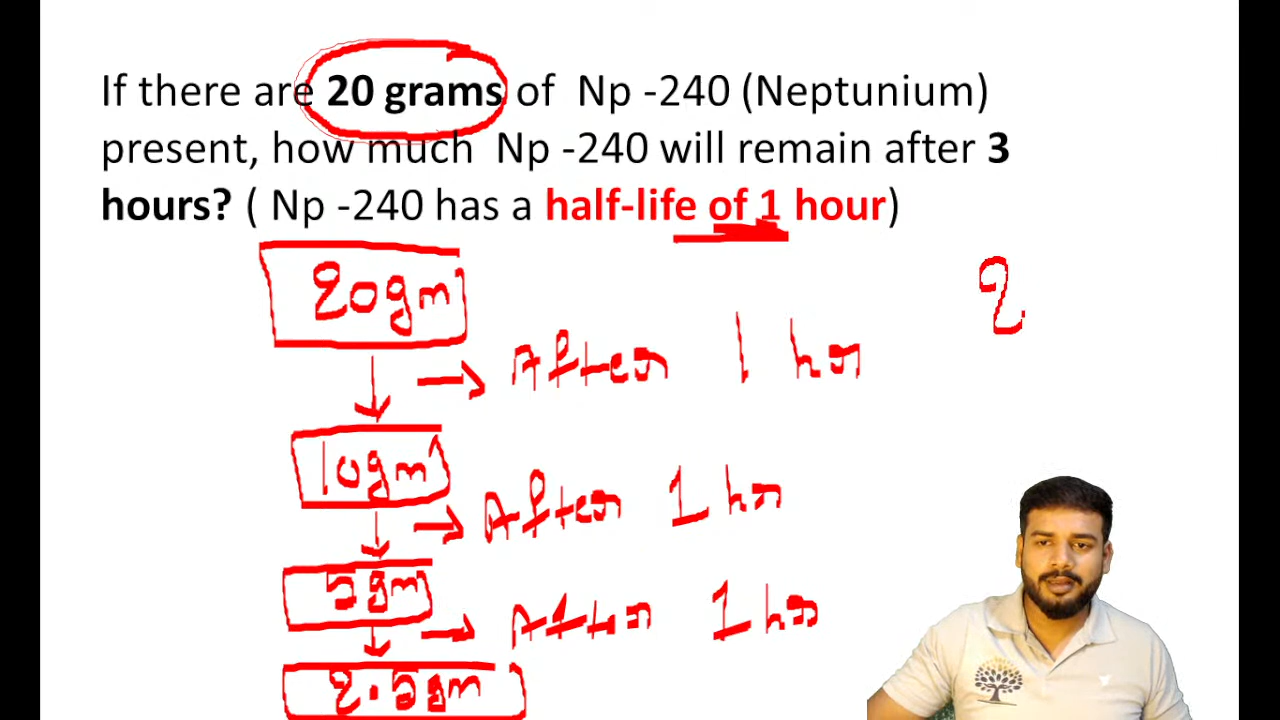 If there are 20 grams of Np -240 (Neptunium)
present, how much Np -240 will remain after 3
hours? ( Np -240 has a half-life of 1 hour)
20gm
2
After 1 hr
10gm
After 1 hr
5gm
After 1 hr
2.5gm